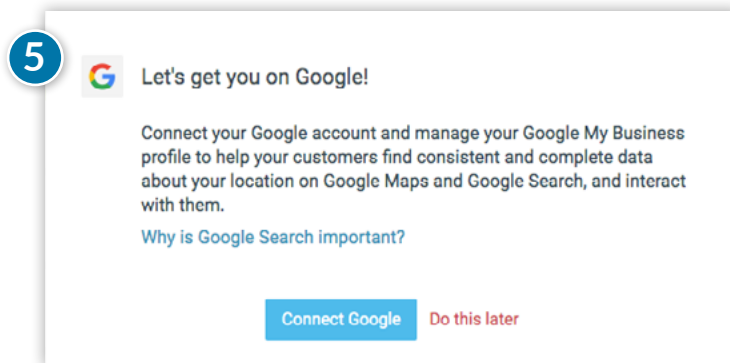 5
Let's get you on Google!
Connect your Google account and manage your Google My Business
profile to help your customers find consistent and complete data
about your location on Google Maps and Google Search, and interact
with them.
Why is Google Search important?
Connect Google Do this later